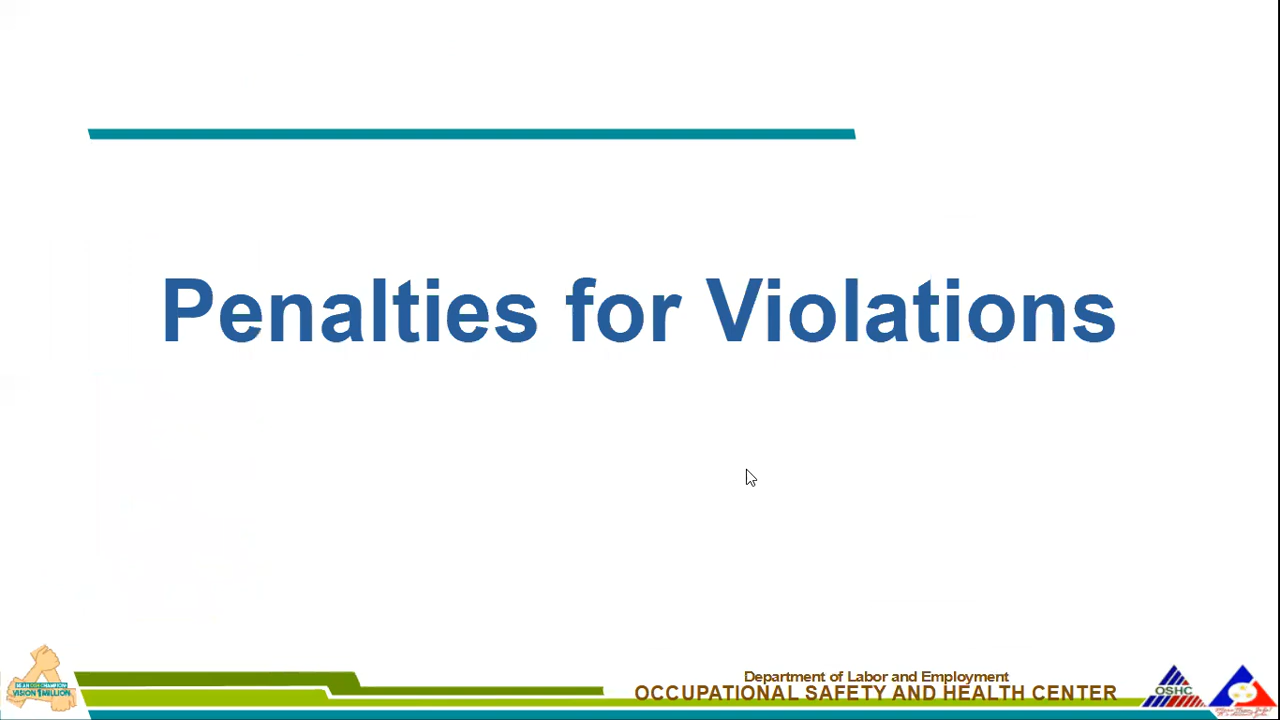 Penalties for Violations
Department of Labor and Employment
OCCUPATIONAL SAFETY AND HEALTH CENTER
VISION 1 MILLION
OSHC